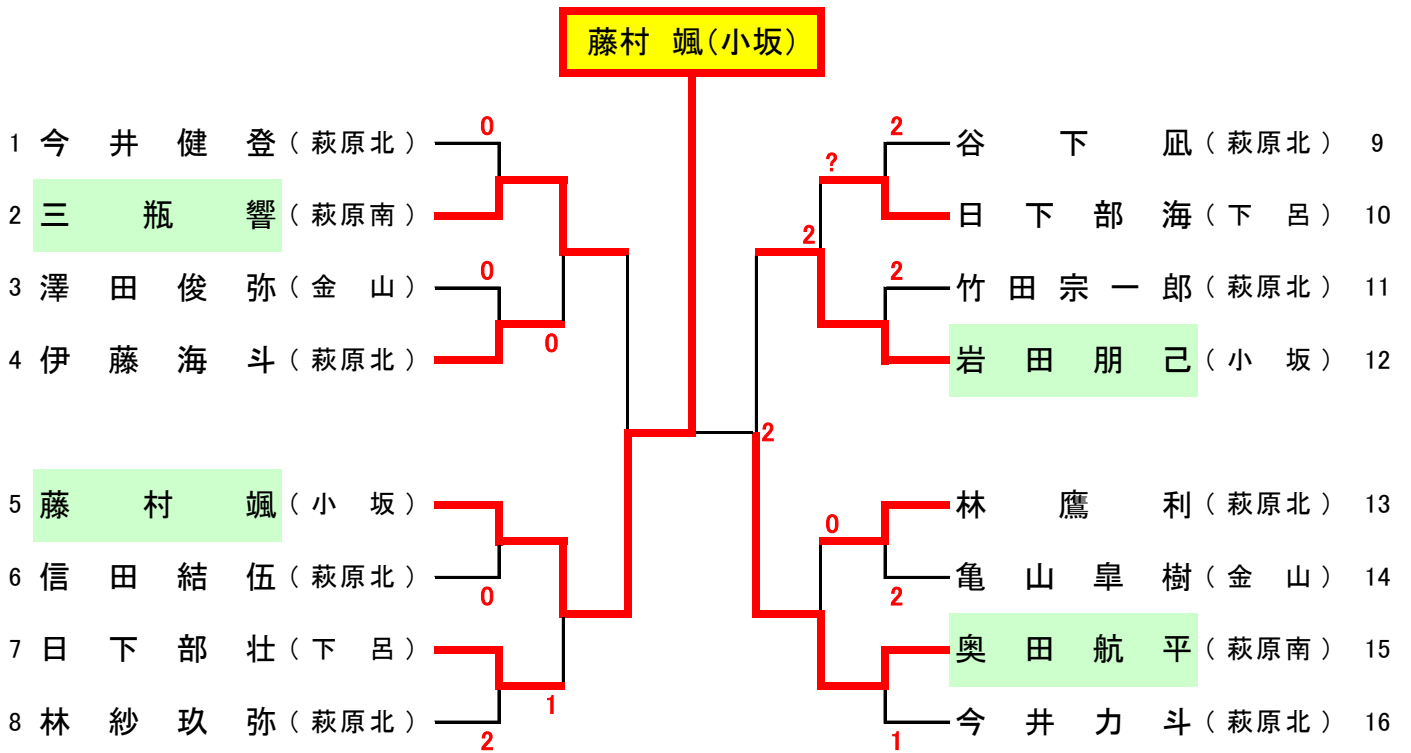 藤村 颯(小坂)
0
1 今井健登(萩原北)
2 三瓶響(萩原南)
0
3 澤田俊弥(金山)
0
4 伊藤海斗(萩原北)
5 藤村颯(小坂)
6 信田結伍(萩原北)
0
7 日下部壮(下呂)
1
8 林紗玖弥(萩原北)
2
2
谷下凪(萩原北) 9
?
日下部海(下呂) 10
2
2
竹田宗一郎(萩原北) 11
岩田朋己(小坂) 12
2
林鷹利(萩原北) 13
0
亀山皐樹(金山) 14
2
奥田航平(萩原南) 15
今井力斗(萩原北) 16
1